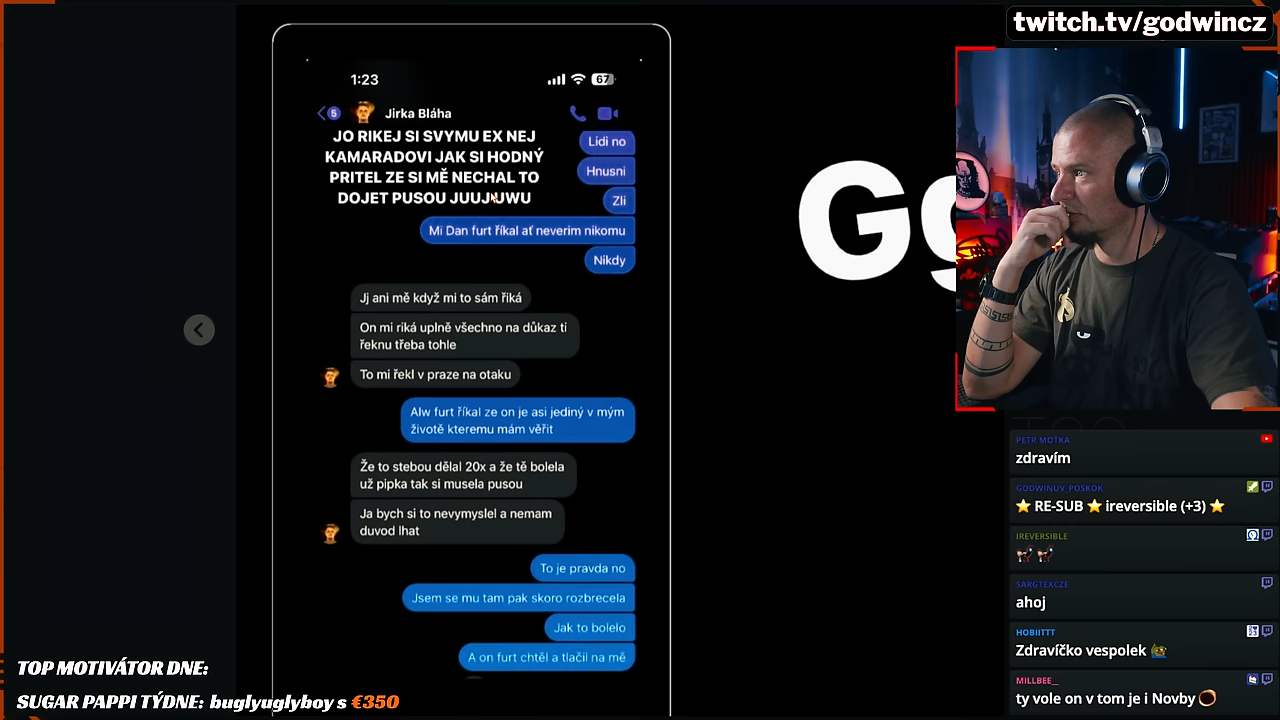 twitch.tv/godwincz
1:23
67
5
Jirka Bláha
JO RIKEJ SI SVYMU EX NEJ
KAMARADOVI JAK SI HODNÝ
PRITEL ZE SI MĚ NECHAL TO
DOJET PUSOU JUUJUWU
Lidi no
Hnusni
Zli
Mi Dan furt říkal ať neverim nikomu
Nikdy
Jj ani mě když mi to sám řiká
On mi riká uplně všechno na důkaz ti
řeknu třeba tohle
To mi řekl v praze na otaku
Alw furt říkal ze on je asi jediný v mým
životě kteremu mám věřit
Že to stebou dělal 20x a že tě bolela
už pipka tak si musela pusou
Ja bych si to nevymyslel a nemam
duvod lhat
To je pravda no
Jsem se mu tam pak skoro rozbrecela
Jak to bolelo
A on furt chtěl a tlačil na mě
PETR MOTKA
zdravím
GODWINUV_POSKOK
RE-SUB ireversible (+3)
IREVERSIBLE
SARGTEXCZE
ahoj
HOBIITTT
Zdravíčko vespolek
MILLBEE__
ty vole on v tom je i Novby
TOP MOTIVÁTOR DNE:
SUGAR PAPPI TÝDNE: buglyuglyboy s €350